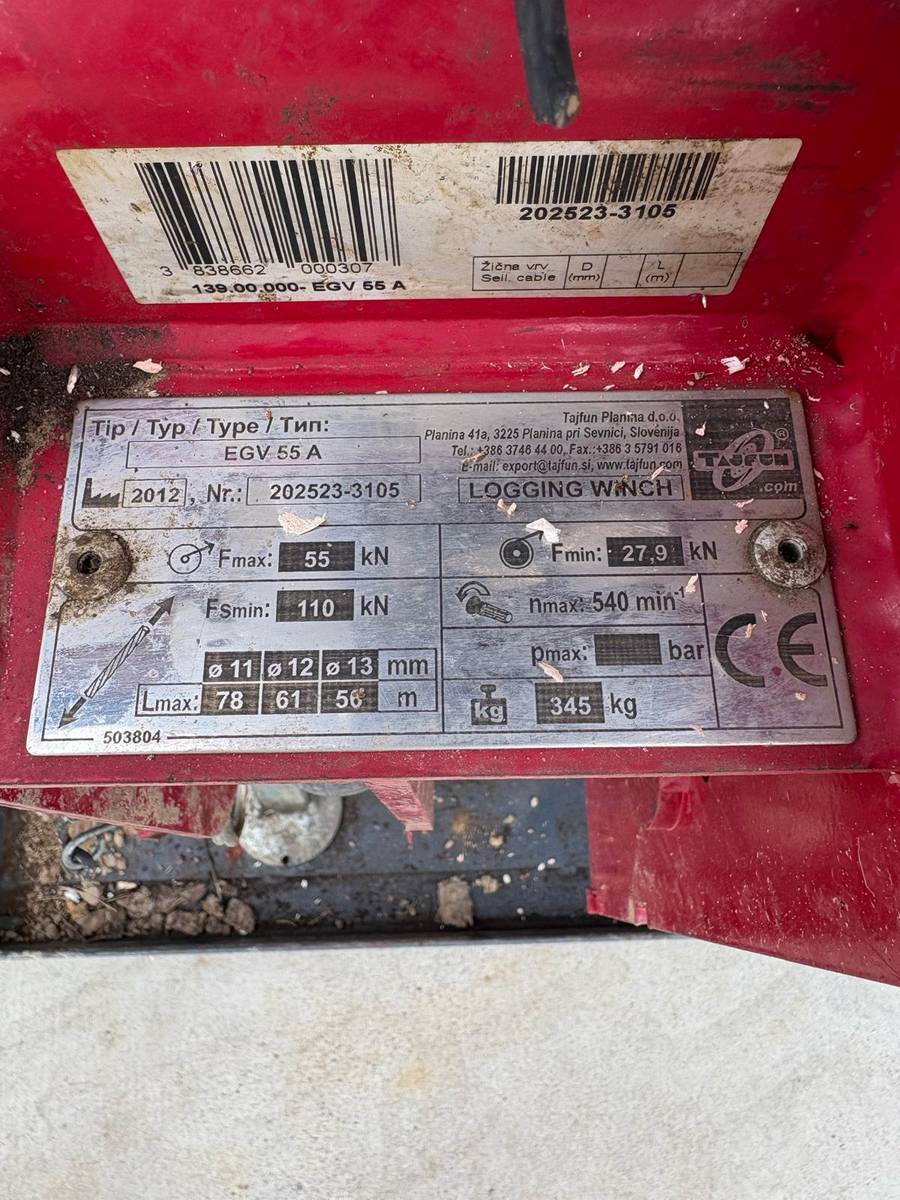 3 838662 000307
139.00.000- EGV 55 A
202523-3105
Žična vrv D L
Seil. cable (mm) (m)
Tip / Typ / Type / Тип:
EGV 55 A
2012 , Nr.: 202523-3105
Tajfun Planina d.o.o.
Planina 41a, 3225 Planina pri Sevnici, Slovenija
Tel.: +386 3746 44 00, Fax.:+386 3 5791 016
E-mail: export@tajfun.si, www.tajfun.com
LOGGING WINCH
TAJFUN®
.com
Fmax: 55 kN
Fmin: 27,9 kN
FSmin: 110 kN
nmax: 540 min-1
pmax: bar
ø 11 ø 12 ø 13 mm
Lmax: 78 61 56 m
kg 345 kg
CE
503804